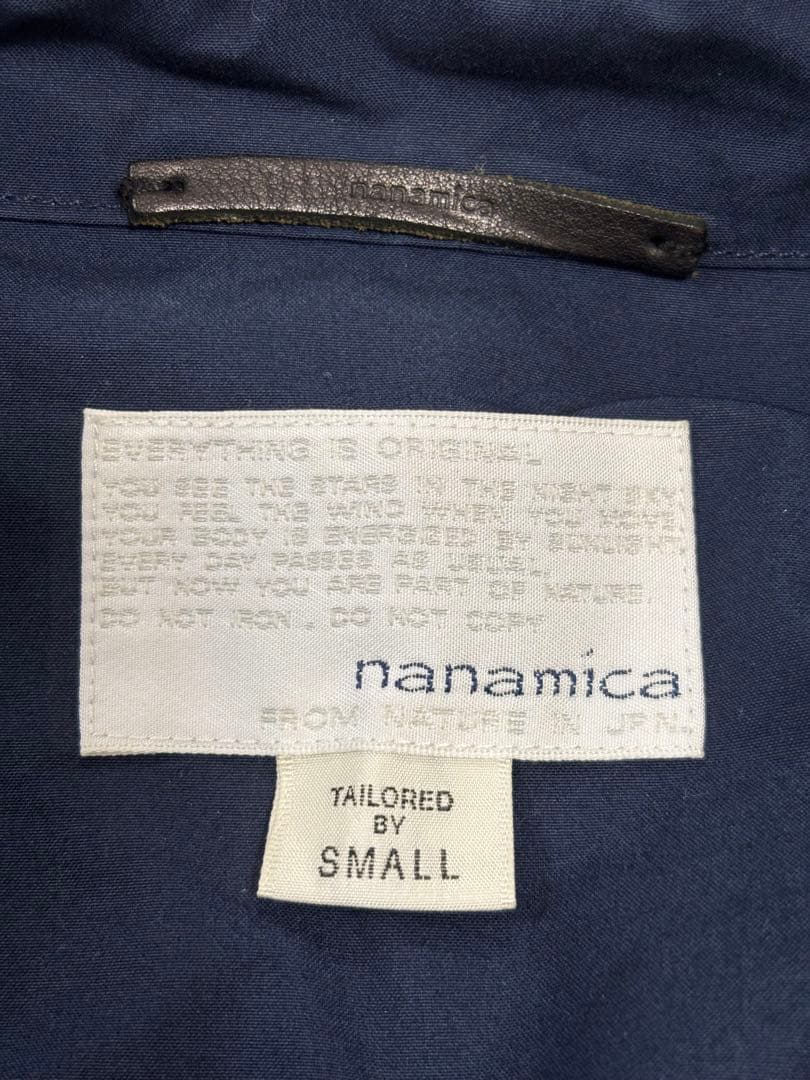 nanamica
EVERYTHING IS ORIGINAL
YOU SEE THE STARS IN THE NIGHT SKY
YOU FEEL THE WIND WHEN YOU MOVE
YOUR BODY IS ENERGIZED BY SUNLIGHT
EVERY DAY PASSES AS USUAL,
BUT NOW YOU ARE PART OF NATURE.
DO NOT IRON. DO NOT COPY
nanamica
FROM NATURE IN JPN.
TAILORED
BY
SMALL